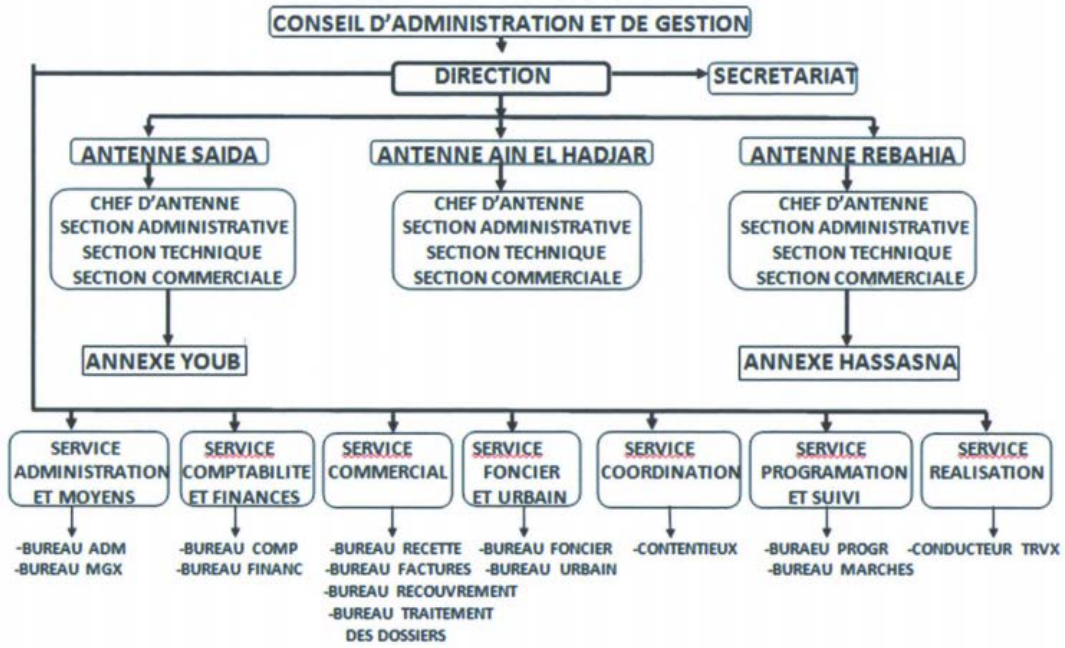 CONSEIL D'ADMINISTRATION ET DE GESTION
DIRECTION
SECRETARIAT
ANTENNE SAIDA
ANTENNE AIN EL HADJAR
ANTENNE REBAHIA
CHEF D'ANTENNE
SECTION ADMINISTRATIVE
SECTION TECHNIQUE
SECTION COMMERCIALE
CHEF D'ANTENNE
SECTION ADMINISTRATIVE
SECTION TECHNIQUE
SECTION COMMERCIALE
CHEF D'ANTENNE
SECTION ADMINISTRATIVE
SECTION TECHNIQUE
SECTION COMMERCIALE
ANNEXE YOUB
ANNEXE HASSASNA
SERVICE
ADMINISTRATION
ET MOYENS
SERVICE
COMPTABILITE
ET FINANCES
SERVICE
COMMERCIAL
SERVICE
FONCIER
ET URBAIN
SERVICE
COORDINATION
SERVICE
PROGRAMATION
ET SUIVI
SERVICE
REALISATION
-BUREAU ADM
-BUREAU MGX
-BUREAU COMP
-BUREAU FINANC
-BUREAU RECETTE
-BUREAU FACTURES
-BUREAU RECOUVREMENT
-BUREAU TRAITEMENT
DES DOSSIERS
-BUREAU FONCIER
-BUREAU URBAIN
-CONTENTIEUX
-BURAEU PROGR
-BUREAU MARCHES
-CONDUCTEUR TRVX